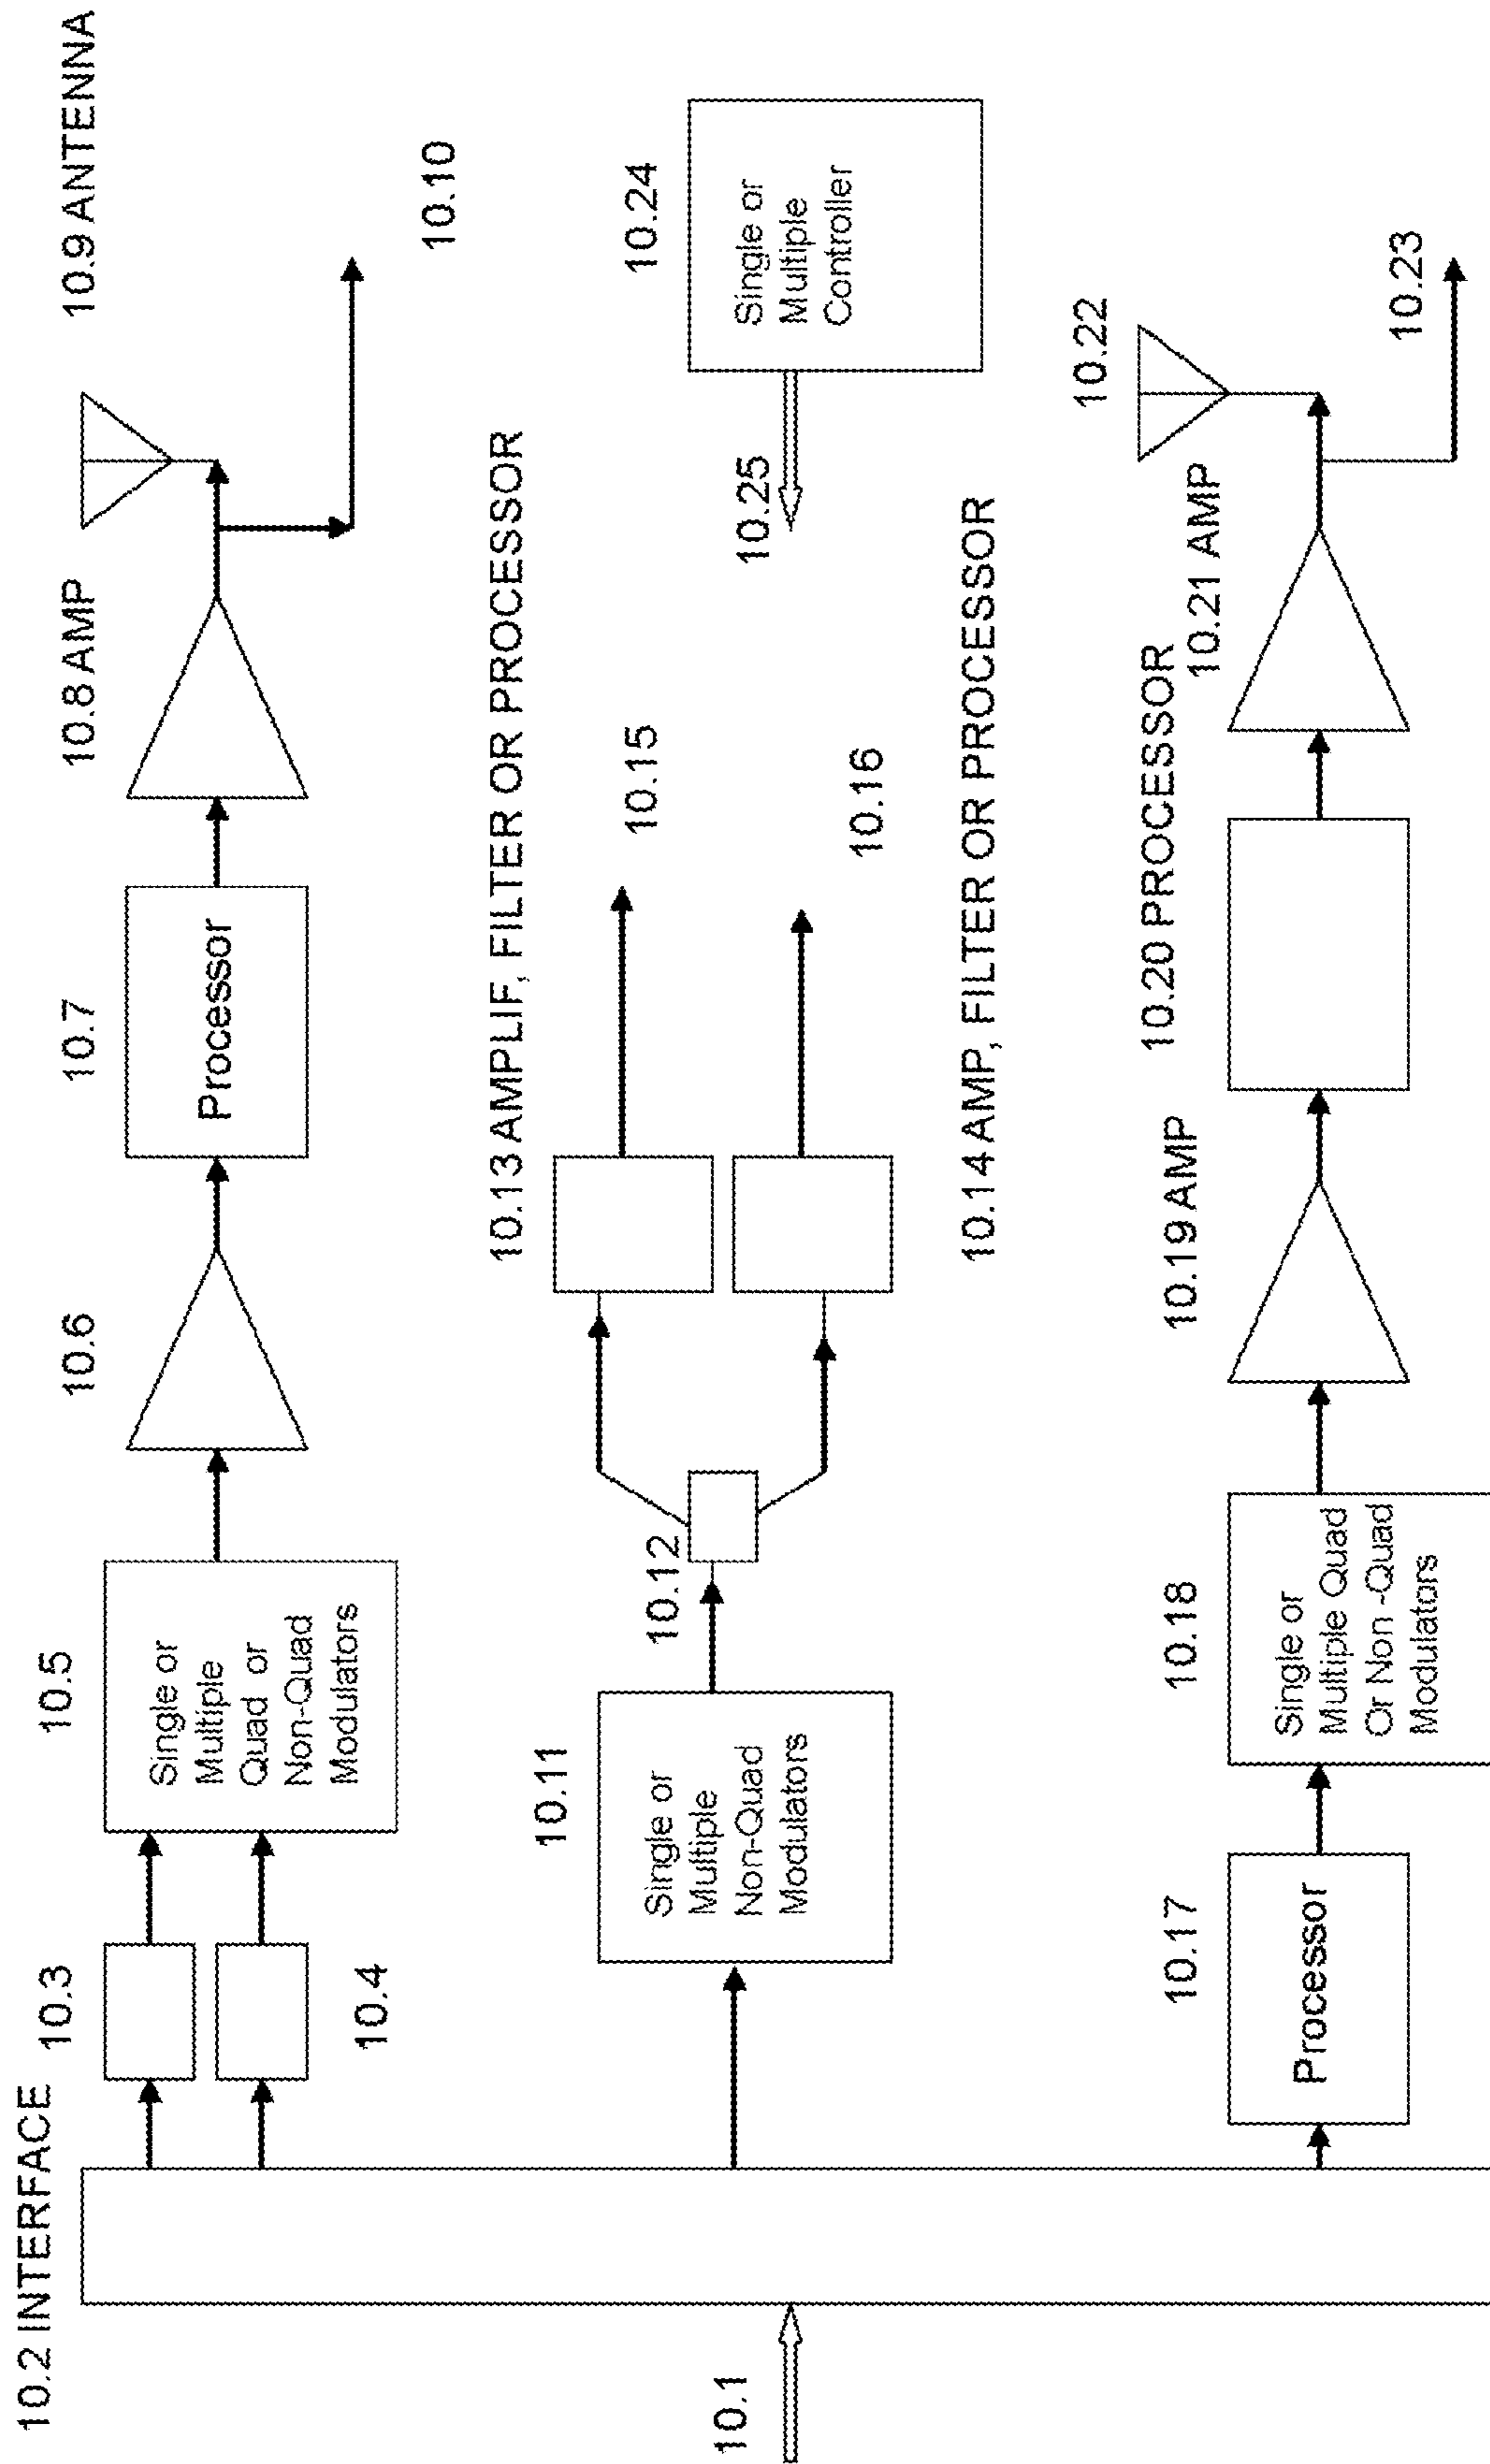 10.2 INTERFACE
10.1
10.3
10.4
10.5
Single or
Multiple
Quad or
Non-Quad
Modulators
10.6
10.7
Processor
10.8 AMP
10.9 ANTENNA
10.10
10.11
Single or
Multiple
Non-Quad
Modulators
10.12
10.13 AMPLIF, FILTER OR PROCESSOR
10.15
10.16
10.14 AMP, FILTER OR PROCESSOR
10.24
Single or
Multiple
Controller
10.25
10.17
Processor
10.18
Single or
Multiple Quad
Or Non -Quad
Modulators
10.19 AMP
10.20 PROCESSOR
10.21 AMP
10.22
10.23